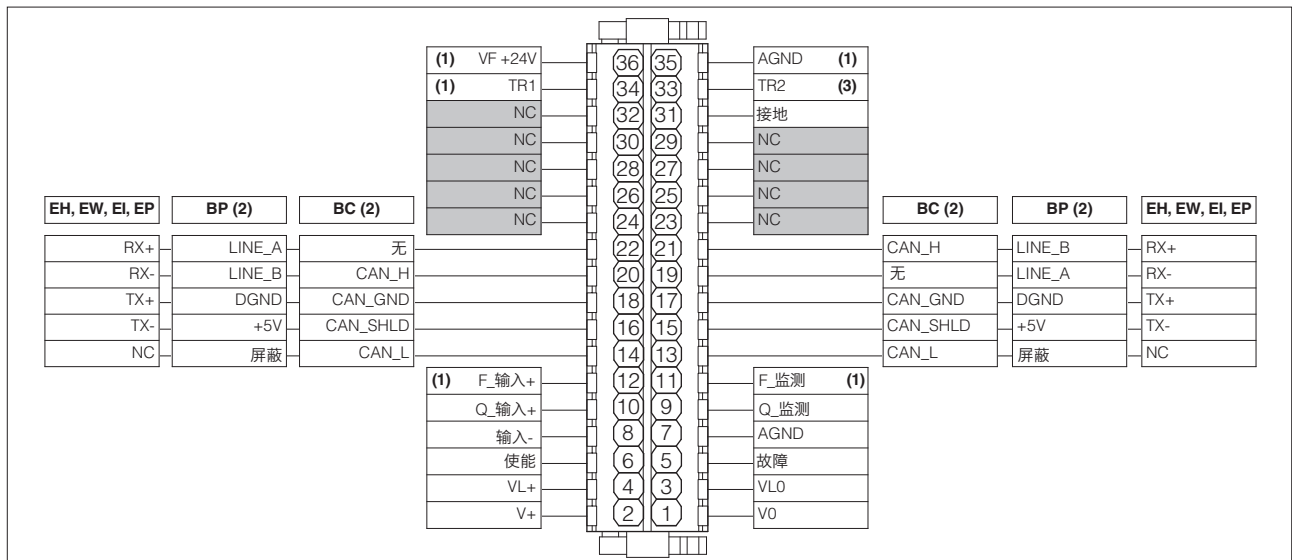 (1) VF +24V 36 35 AGND (1)
(1) TR1 34 33 TR2 (3)
NC 32 31 接地
NC 30 29 NC
NC 28 27 NC
NC 26 25 NC
EH, EW, EI, EP BP (2) BC (2) NC 24 23 NC BC (2) BP (2) EH, EW, EI, EP
RX+ LINE_A 无 22 21 CAN_H LINE_B RX+
RX- LINE_B CAN_H 20 19 无 LINE_A RX-
TX+ DGND CAN_GND 18 17 CAN_GND DGND TX+
TX- +5V CAN_SHLD 16 15 CAN_SHLD +5V TX-
NC 屏蔽 CAN_L 14 13 CAN_L 屏蔽 NC
(1) F_输入+ 12 11 F_监测 (1)
Q_输入+ 10 9 Q_监测
输入- 8 7 AGND
使能 6 5 故障
VL+ 4 3 VL0
V+ 2 1 V0